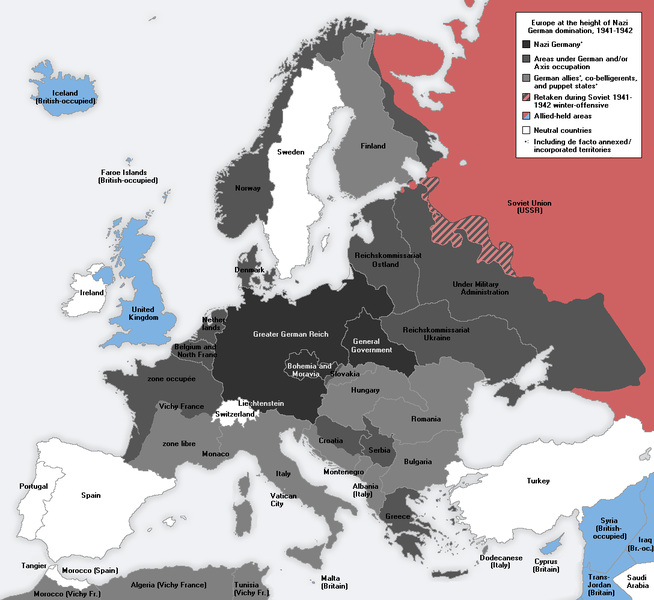 Europe at the height of Nazi
German domination, 1941-1942
Nazi Germany*
Areas under German and/or
Axis occupation
German allies*, co-belligerents,
and puppet states*
Retaken during Soviet 1941-
1942 winter-offensive
Allied-held areas
Neutral countries
Including de facto annexed/
incorporated territories
Iceland
(British-occupied)
Faroe Islands
(British-occupied)
Sweden
Finland
Norway
Soviet Union
(USSR)
Denmark
Reichskommissariat
Ostland
Under Military
Administration
Ireland
United
Kingdom
Nether-
lands
Greater German Reich
General
Government
Reichskommissariat
Ukraine
Belgium and
North France
Bohemia and
Moravia
Slovakia
zone occupée
Liechtenstein
Switzerland
Hungary
Vichy France
zone libre
Monaco
Romania
Croatia
Serbia
Montenegro
Bulgaria
Italy
Albania
(Italy)
Vatican
City
Greece
Turkey
Portugal
Spain
Tangier
Morocco (Spain)
Morocco (Vichy Fr.)
Algeria (Vichy France)
Tunisia
(Vichy Fr.)
Malta
(Britain)
Dodecanese
(Italy)
Cyprus
(Britain)
Syria
(British-
occupied)
Iraq
(Br.-oc.)
Trans-
Jordan
(Britain)
Saudi
Arabia